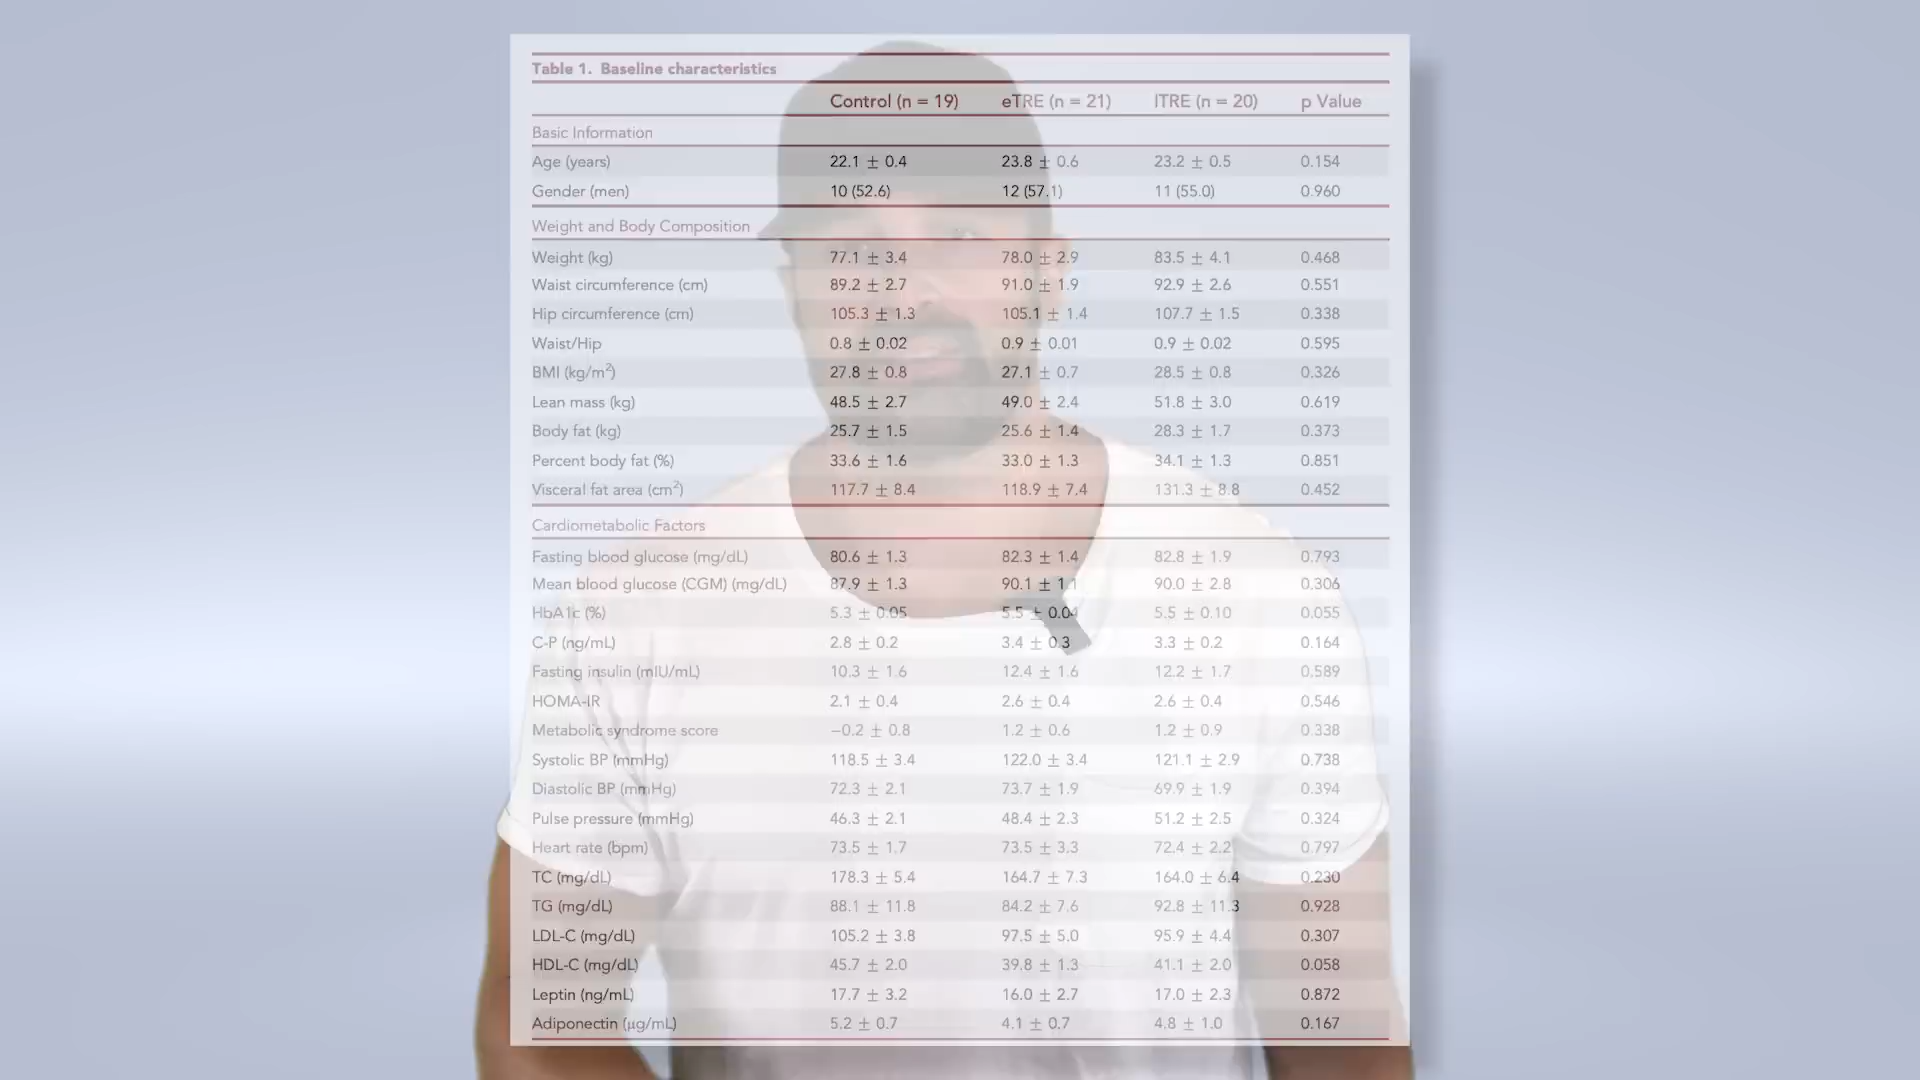 Table 1. Baseline characteristics
Control (n = 19) eTRE (n = 21) lTRE (n = 20) p Value
Basic Information
Age (years) 22.1 ± 0.4 23.8 ± 0.6 23.2 ± 0.5 0.154
Gender (men) 10 (52.6) 12 (57.1) 11 (55.0) 0.960
Weight and Body Composition
Weight (kg) 77.1 ± 3.4 78.0 ± 2.9 83.5 ± 4.1 0.468
Waist circumference (cm) 89.2 ± 2.7 91.0 ± 1.9 92.9 ± 2.6 0.551
Hip circumference (cm) 105.3 ± 1.3 105.1 ± 1.4 107.7 ± 1.5 0.338
Waist/Hip 0.8 ± 0.02 0.9 ± 0.01 0.9 ± 0.02 0.595
BMI (kg/m²) 27.8 ± 0.8 27.1 ± 0.7 28.5 ± 0.8 0.326
Lean mass (kg) 48.5 ± 2.7 49.0 ± 2.4 51.8 ± 3.0 0.619
Body fat (kg) 25.7 ± 1.5 25.6 ± 1.4 28.3 ± 1.7 0.373
Percent body fat (%) 33.6 ± 1.6 33.0 ± 1.3 34.1 ± 1.3 0.851
Visceral fat area (cm²) 117.7 ± 8.4 118.9 ± 7.4 131.3 ± 8.8 0.452
Cardiometabolic Factors
Fasting blood glucose (mg/dL) 80.6 ± 1.3 82.3 ± 1.4 82.8 ± 1.9 0.793
Mean blood glucose (CGM) (mg/dL) 87.9 ± 1.3 90.1 ± 1.1 90.0 ± 2.8 0.306
HbA1c (%) 5.3 ± 0.05 5.5 ± 0.04 5.5 ± 0.10 0.055
C-P (ng/mL) 2.8 ± 0.2 3.4 ± 0.3 3.3 ± 0.2 0.164
Fasting insulin (mIU/mL) 10.3 ± 1.6 12.4 ± 1.6 12.2 ± 1.7 0.589
HOMA-IR 2.1 ± 0.4 2.6 ± 0.4 2.6 ± 0.4 0.546
Metabolic syndrome score −0.2 ± 0.8 1.2 ± 0.6 1.2 ± 0.9 0.338
Systolic BP (mmHg) 118.5 ± 3.4 122.0 ± 3.4 121.1 ± 2.9 0.738
Diastolic BP (mmHg) 72.3 ± 2.1 73.7 ± 1.9 69.9 ± 1.9 0.394
Pulse pressure (mmHg) 46.3 ± 2.1 48.4 ± 2.3 51.2 ± 2.5 0.324
Heart rate (bpm) 73.5 ± 1.7 73.5 ± 3.3 72.4 ± 2.2 0.797
TC (mg/dL) 178.3 ± 5.4 164.7 ± 7.3 164.0 ± 6.4 0.230
TG (mg/dL) 88.1 ± 11.8 84.2 ± 7.6 92.8 ± 11.3 0.928
LDL-C (mg/dL) 105.2 ± 3.8 97.5 ± 5.0 95.9 ± 4.4 0.307
HDL-C (mg/dL) 45.7 ± 2.0 39.8 ± 1.3 41.1 ± 2.0 0.058
Leptin (ng/mL) 17.7 ± 3.2 16.0 ± 2.7 17.0 ± 2.3 0.872
Adiponectin (μg/mL) 5.2 ± 0.7 4.1 ± 0.7 4.8 ± 1.0 0.167